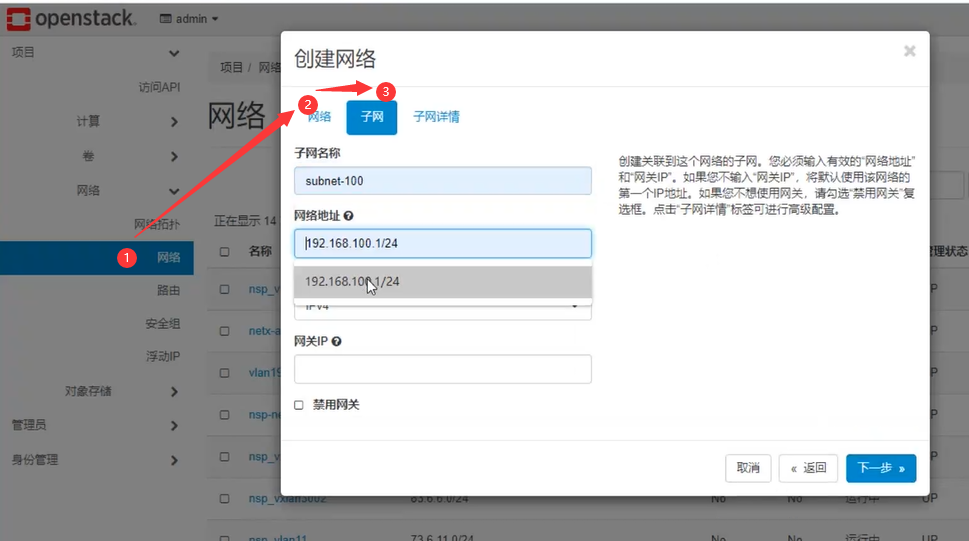 openstack. admin
项目
访问API
计算
卷
网络
网络拓扑
网络
路由
安全组
浮动IP
对象存储
管理员
身份管理
项目 / 网络
网络
正在显示 14
名称
管理状态
nsp_v
netx-a
vlan19
nsp-ne
nsp_v
nsp_vxlan3002 83.6.6.0/24 No No 运行中 UP
nsp_vlan11 73.6.11.0/24 No No 运行中 UP
创建网络
×
1
2
3
网络 子网 子网详情
子网名称
subnet-100
网络地址
192.168.100.1/24
192.168.100.1/24
IPv4
网关IP
禁用网关
创建关联到这个网络的子网。您必须输入有效的“网络地址”
和“网关IP”。如果您不输入“网关IP”，将默认使用该网络的
第一个IP地址。如果您不想使用网关，请勾选“禁用网关”复
选框。点击“子网详情”标签可进行高级配置。
取消 « 返回 下一步 »